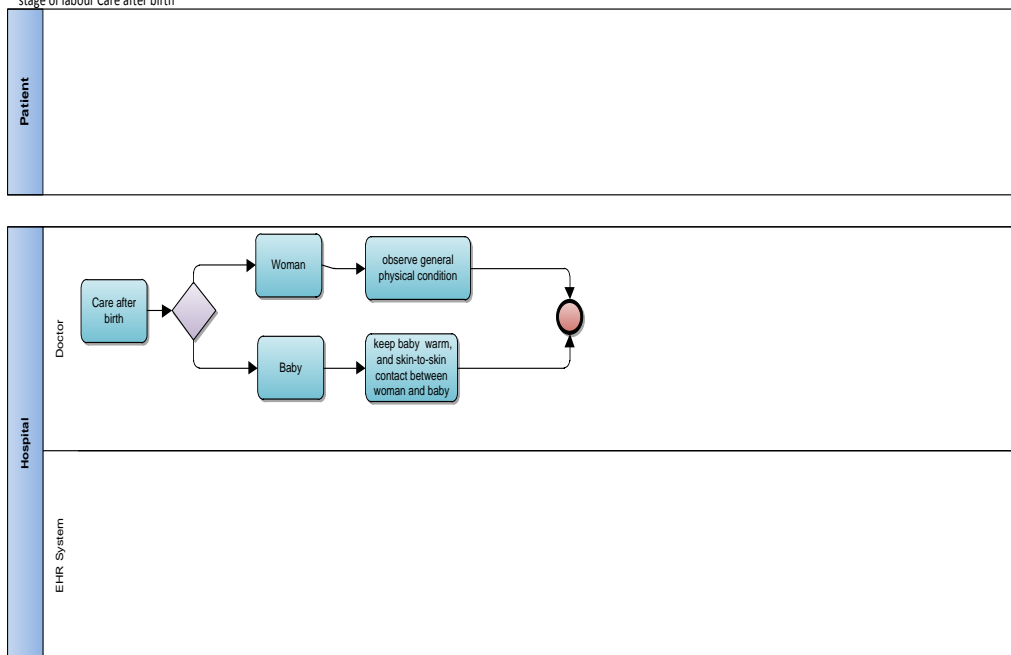 stage of labour Care after birth
Patient
Hospital
Doctor
Care after
birth
Woman
observe general
physical condition
Baby
keep baby warm,
and skin-to-skin
contact between
woman and baby
EHR System